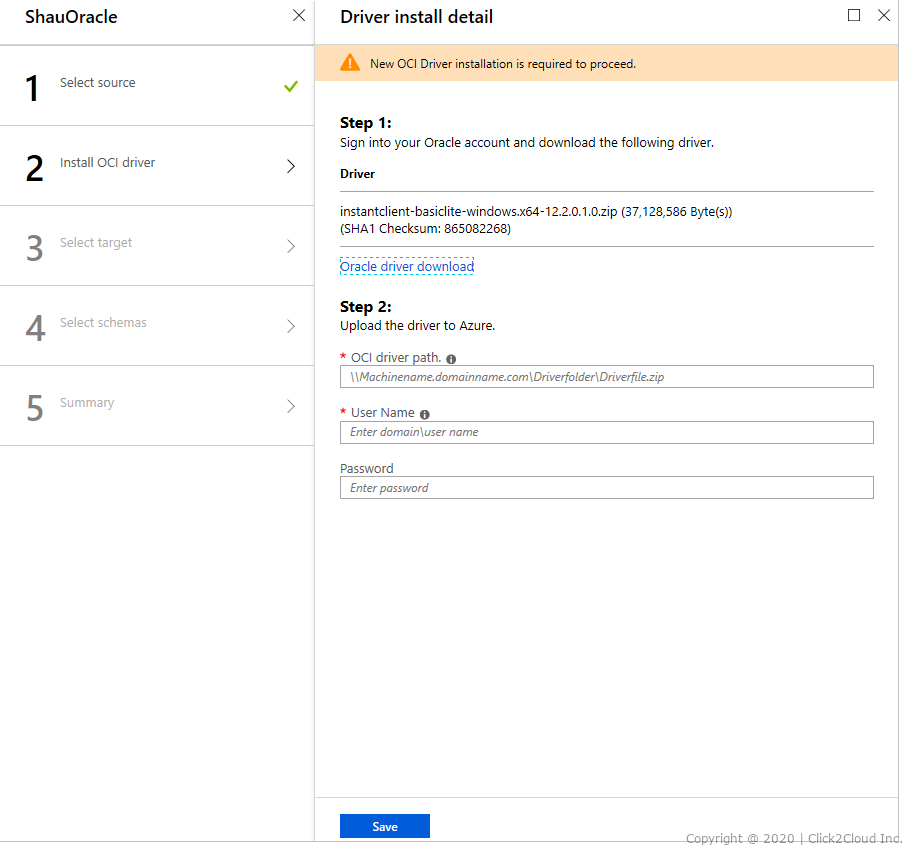 ShauOracle
1 Select source
2 Install OCI driver
3 Select target
4 Select schemas
5 Summary
Driver install detail
New OCI Driver installation is required to proceed.
Step 1:
Sign into your Oracle account and download the following driver.
Driver
instantclient-basiclite-windows.x64-12.2.0.1.0.zip (37,128,586 Byte(s))
(SHA1 Checksum: 865082268)
Oracle driver download
Step 2:
Upload the driver to Azure.
* OCI driver path.
\\Machinename.domainname.com\Driverfolder\Driverfile.zip
* User Name
Enter domain\user name
Password
Enter password
Save
Copyright @ 2020 | Click2Cloud Inc.